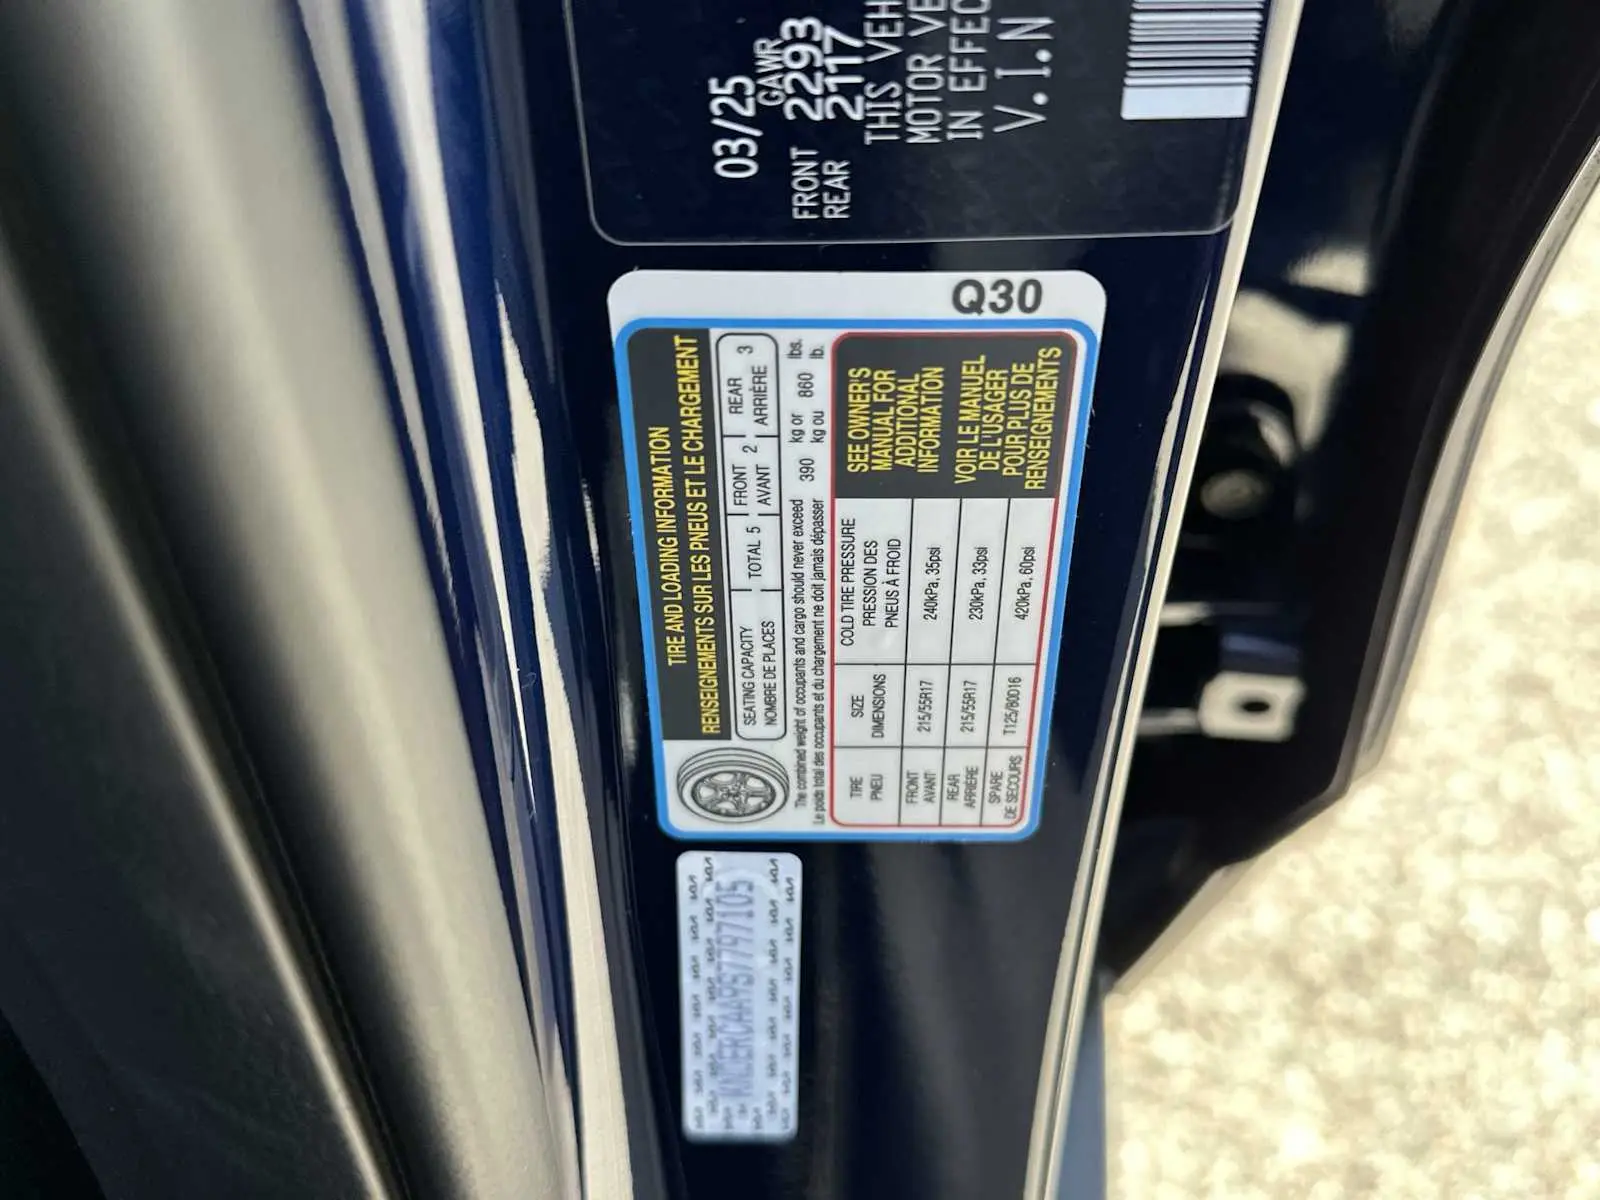 03/25
GAWR
FRONT 2293
REAR 2117
THIS VEH
MOTOR VE
IN EFFEC
V.I.N
Q30
TIRE AND LOADING INFORMATION
RENSEIGNEMENTS SUR LES PNEUS ET LE CHARGEMENT
SEATING CAPACITY
NOMBRE DE PLACES
TOTAL 5
FRONT
AVANT
2
REAR
ARRIÈRE
3
The combined weight of occupants and cargo should never exceed 390 kg or 860 lbs.
Le poids total des occupants et du chargement ne doit jamais dépasser kg ou lb.
TIRE
PNEU
SIZE
DIMENSIONS
COLD TIRE PRESSURE
PRESSION DES
PNEUS À FROID
FRONT
AVANT
215/55R17
240kPa, 35psi
REAR
ARRIÈRE
215/55R17
230kPa, 33psi
SPARE
DE SECOURS
T125/80D16
420kPa, 60psi
SEE OWNER'S
MANUAL FOR
ADDITIONAL
INFORMATION
VOIR LE MANUEL
DE L'USAGER
POUR PLUS DE
RENSEIGNEMENTS